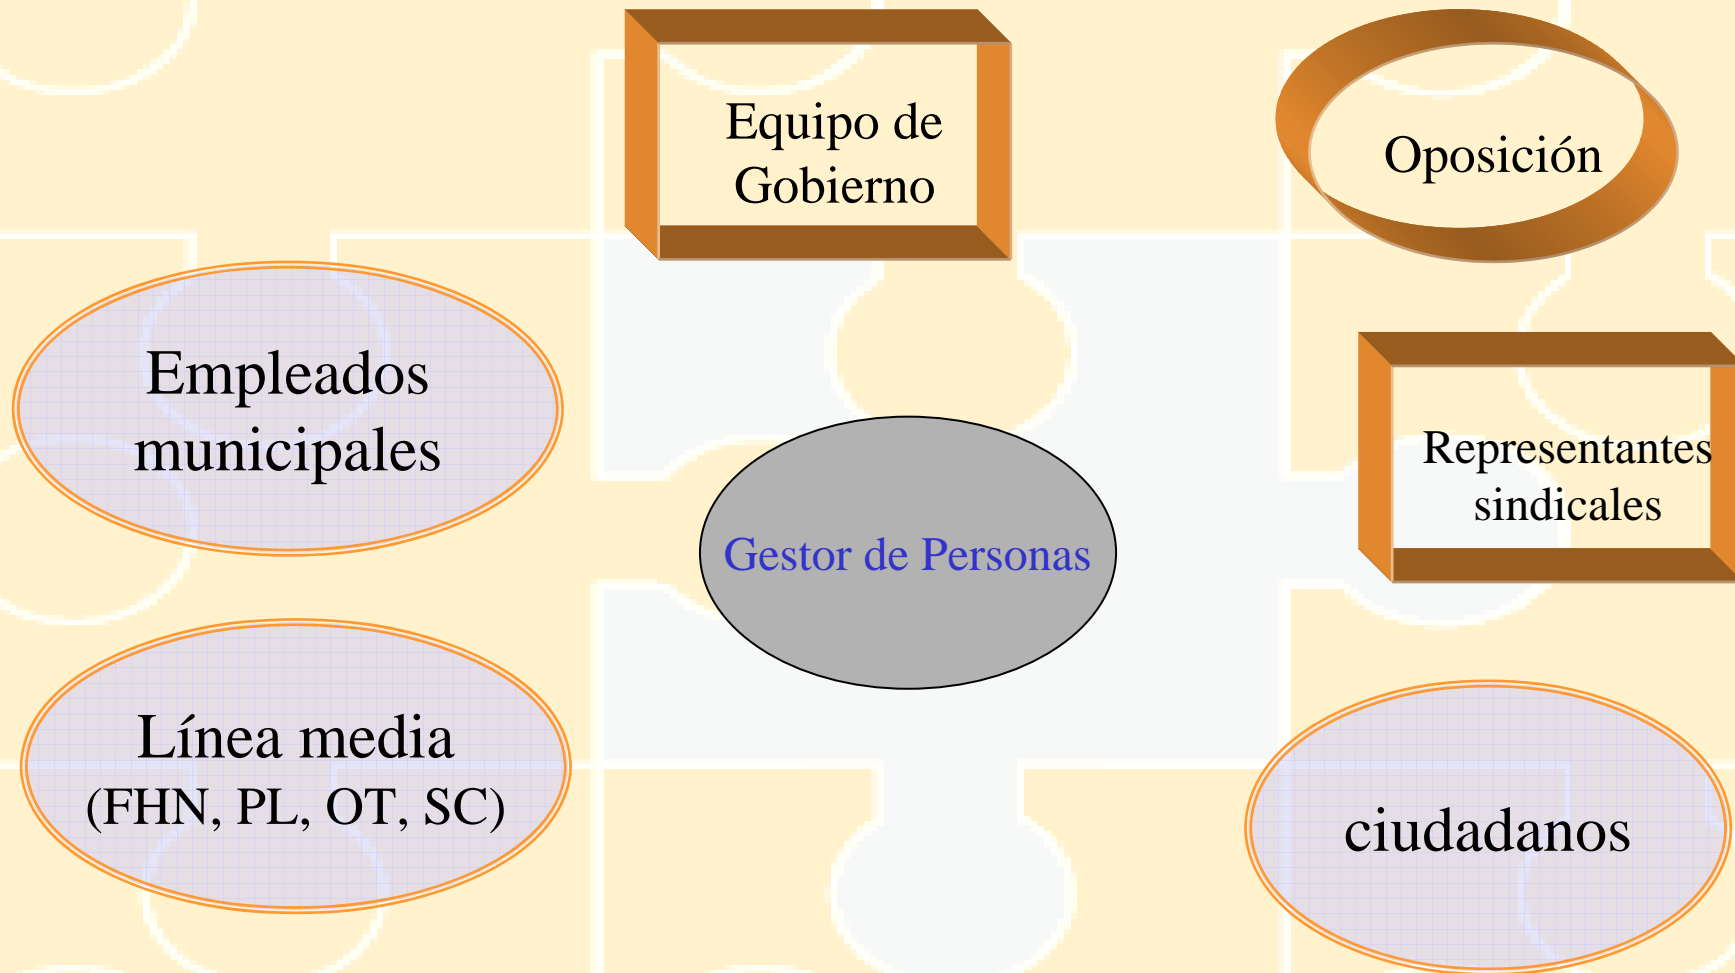 Equipo de
Gobierno
Oposición
Empleados
municipales
Representantes
sindicales
Gestor de Personas
Línea media
(FHN, PL, OT, SC)
ciudadanos